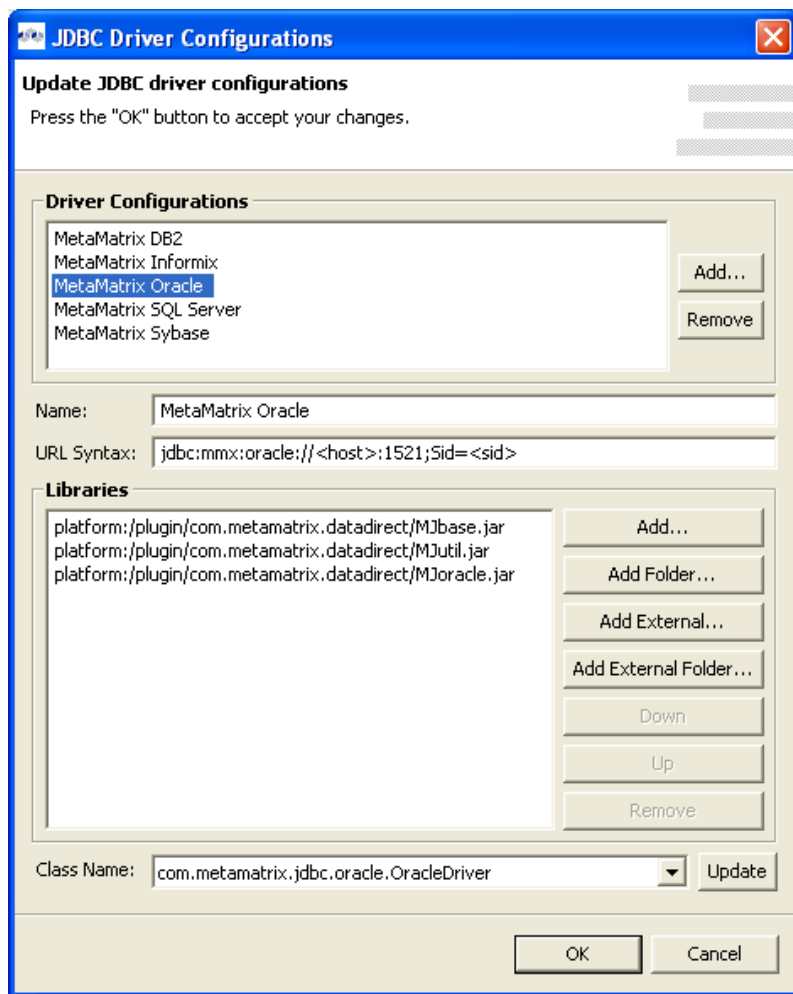 JDBC Driver Configurations
Update JDBC driver configurations
Press the "OK" button to accept your changes.
Driver Configurations
MetaMatrix DB2
MetaMatrix Informix
MetaMatrix Oracle
MetaMatrix SQL Server
MetaMatrix Sybase
Add...
Remove
Name: MetaMatrix Oracle
URL Syntax: jdbc:mmx:oracle://<host>:1521;Sid=<sid>
Libraries
platform:/plugin/com.metamatrix.datadirect/MJbase.jar
platform:/plugin/com.metamatrix.datadirect/MJutil.jar
platform:/plugin/com.metamatrix.datadirect/MJoracle.jar
Add...
Add Folder...
Add External...
Add External Folder...
Down
Up
Remove
Class Name: com.metamatrix.jdbc.oracle.OracleDriver Update
OK Cancel